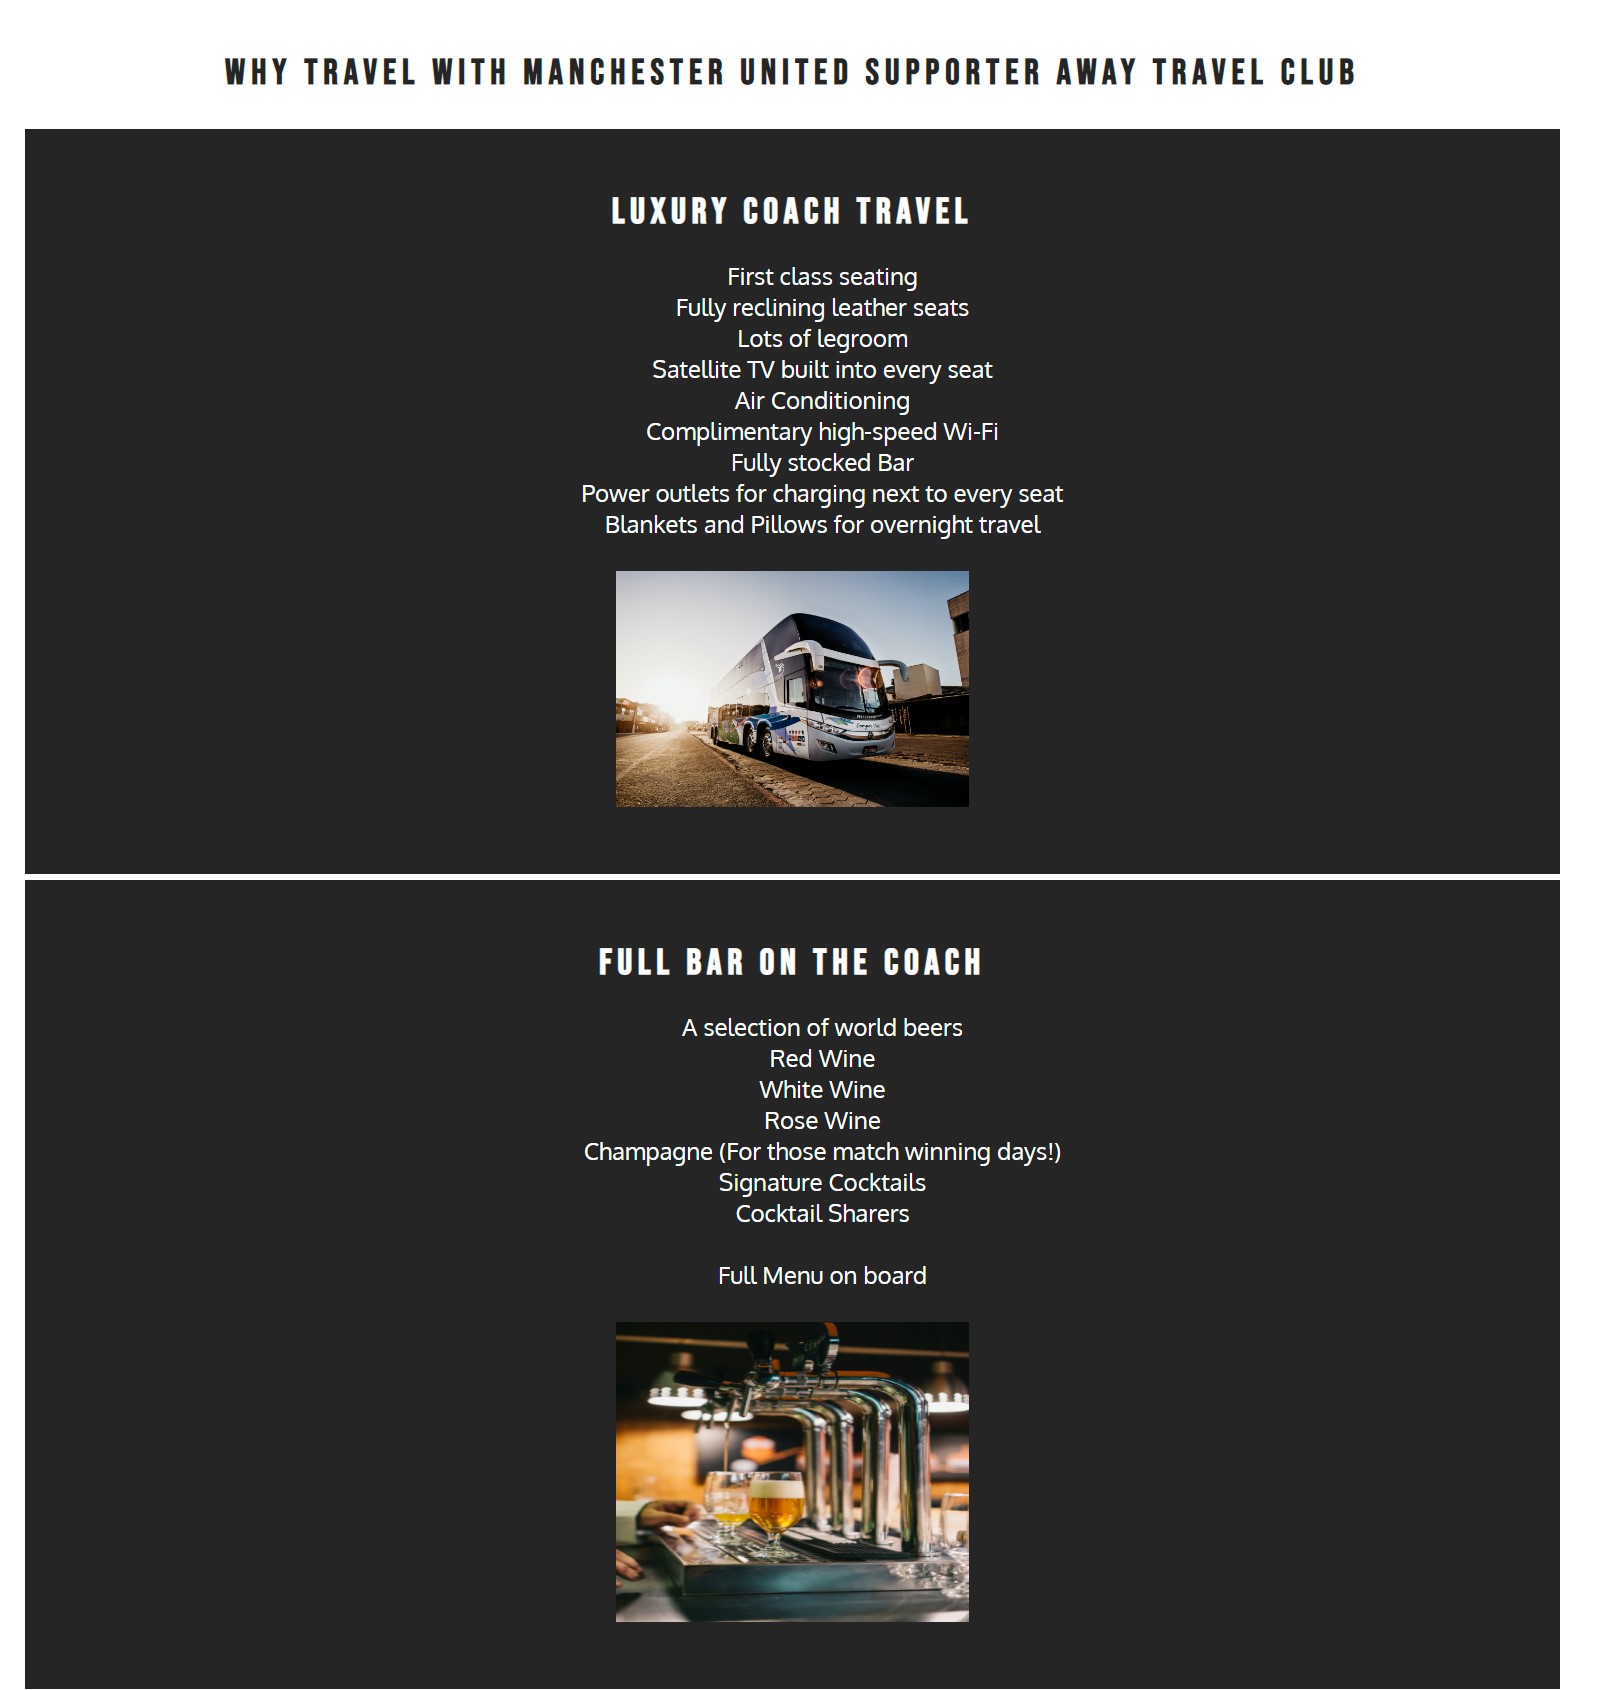 WHY TRAVEL WITH MANCHESTER UNITED SUPPORTER AWAY TRAVEL CLUB
LUXURY COACH TRAVEL
First class seating
Fully reclining leather seats
Lots of legroom
Satellite TV built into every seat
Air Conditioning
Complimentary high-speed Wi-Fi
Fully stocked Bar
Power outlets for charging next to every seat
Blankets and Pillows for overnight travel
FULL BAR ON THE COACH
A selection of world beers
Red Wine
White Wine
Rose Wine
Champagne (For those match winning days!)
Signature Cocktails
Cocktail Sharers
Full Menu on board